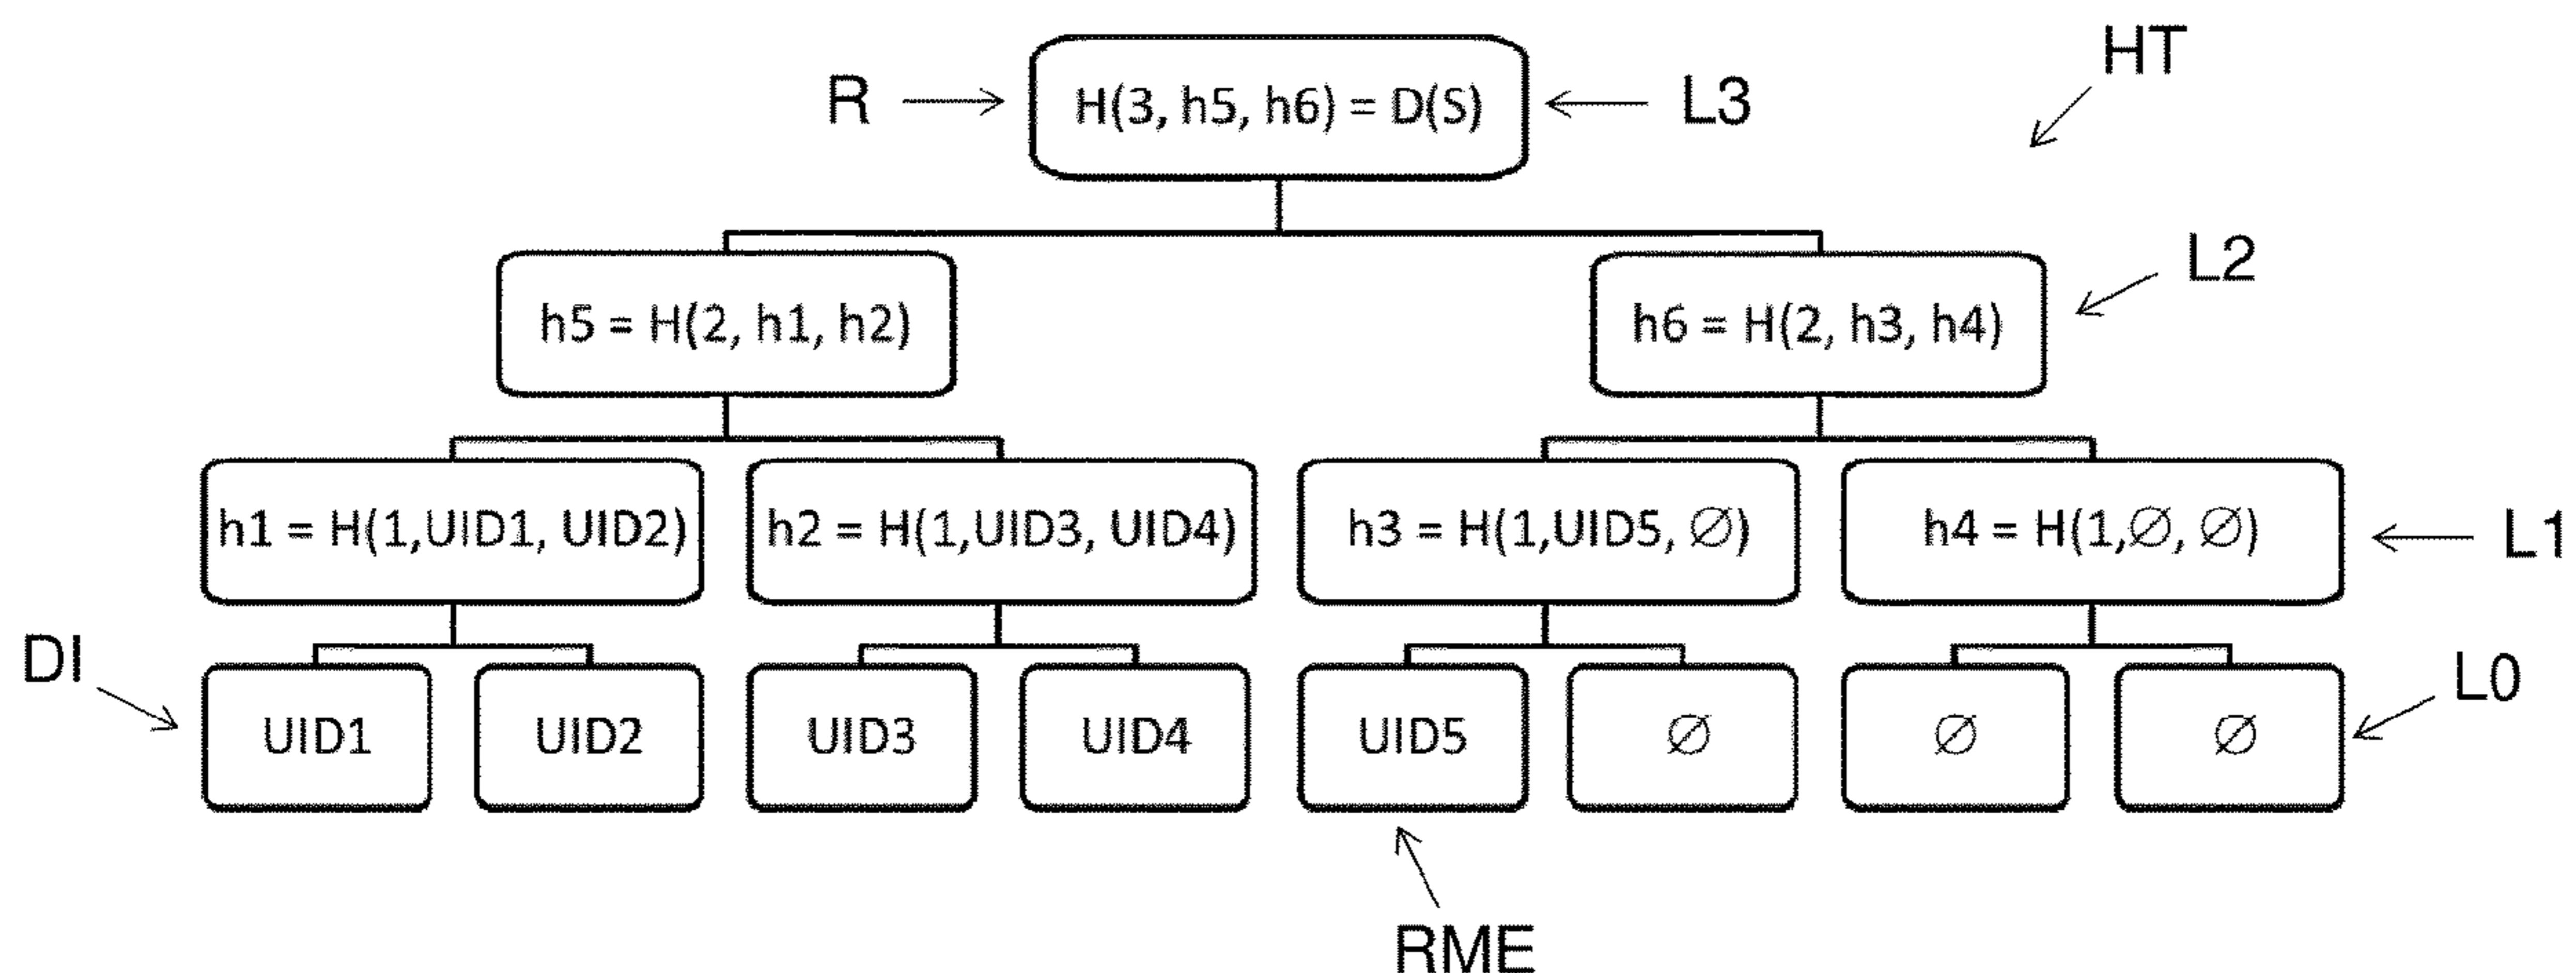 HT
R
H(3, h5, h6) = D(S)
L3
L2
h5 = H(2, h1, h2)
h6 = H(2, h3, h4)
h1 = H(1,UID1, UID2)
h2 = H(1,UID3, UID4)
h3 = H(1,UID5, ∅)
h4 = H(1,∅, ∅)
L1
DI
L0
UID1
UID2
UID3
UID4
UID5
∅
∅
∅
RME